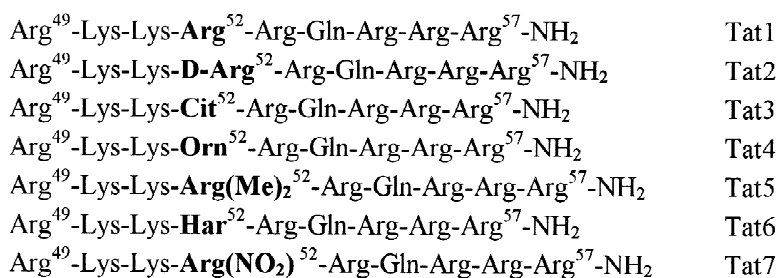 Arg⁴⁹-Lys-Lys-Arg⁵²-Arg-Gln-Arg-Arg-Arg⁵⁷-NH₂ Tat1
Arg⁴⁹-Lys-Lys-D-Arg⁵²-Arg-Gln-Arg-Arg-Arg⁵⁷-NH₂ Tat2
Arg⁴⁹-Lys-Lys-Cit⁵²-Arg-Gln-Arg-Arg-Arg⁵⁷-NH₂ Tat3
Arg⁴⁹-Lys-Lys-Orn⁵²-Arg-Gln-Arg-Arg-Arg⁵⁷-NH₂ Tat4
Arg⁴⁹-Lys-Lys-Arg(Me)₂⁵²-Arg-Gln-Arg-Arg-Arg⁵⁷-NH₂ Tat5
Arg⁴⁹-Lys-Lys-Har⁵²-Arg-Gln-Arg-Arg-Arg⁵⁷-NH₂ Tat6
Arg⁴⁹-Lys-Lys-Arg(NO₂) ⁵²-Arg-Gln-Arg-Arg-Arg⁵⁷-NH₂ Tat7